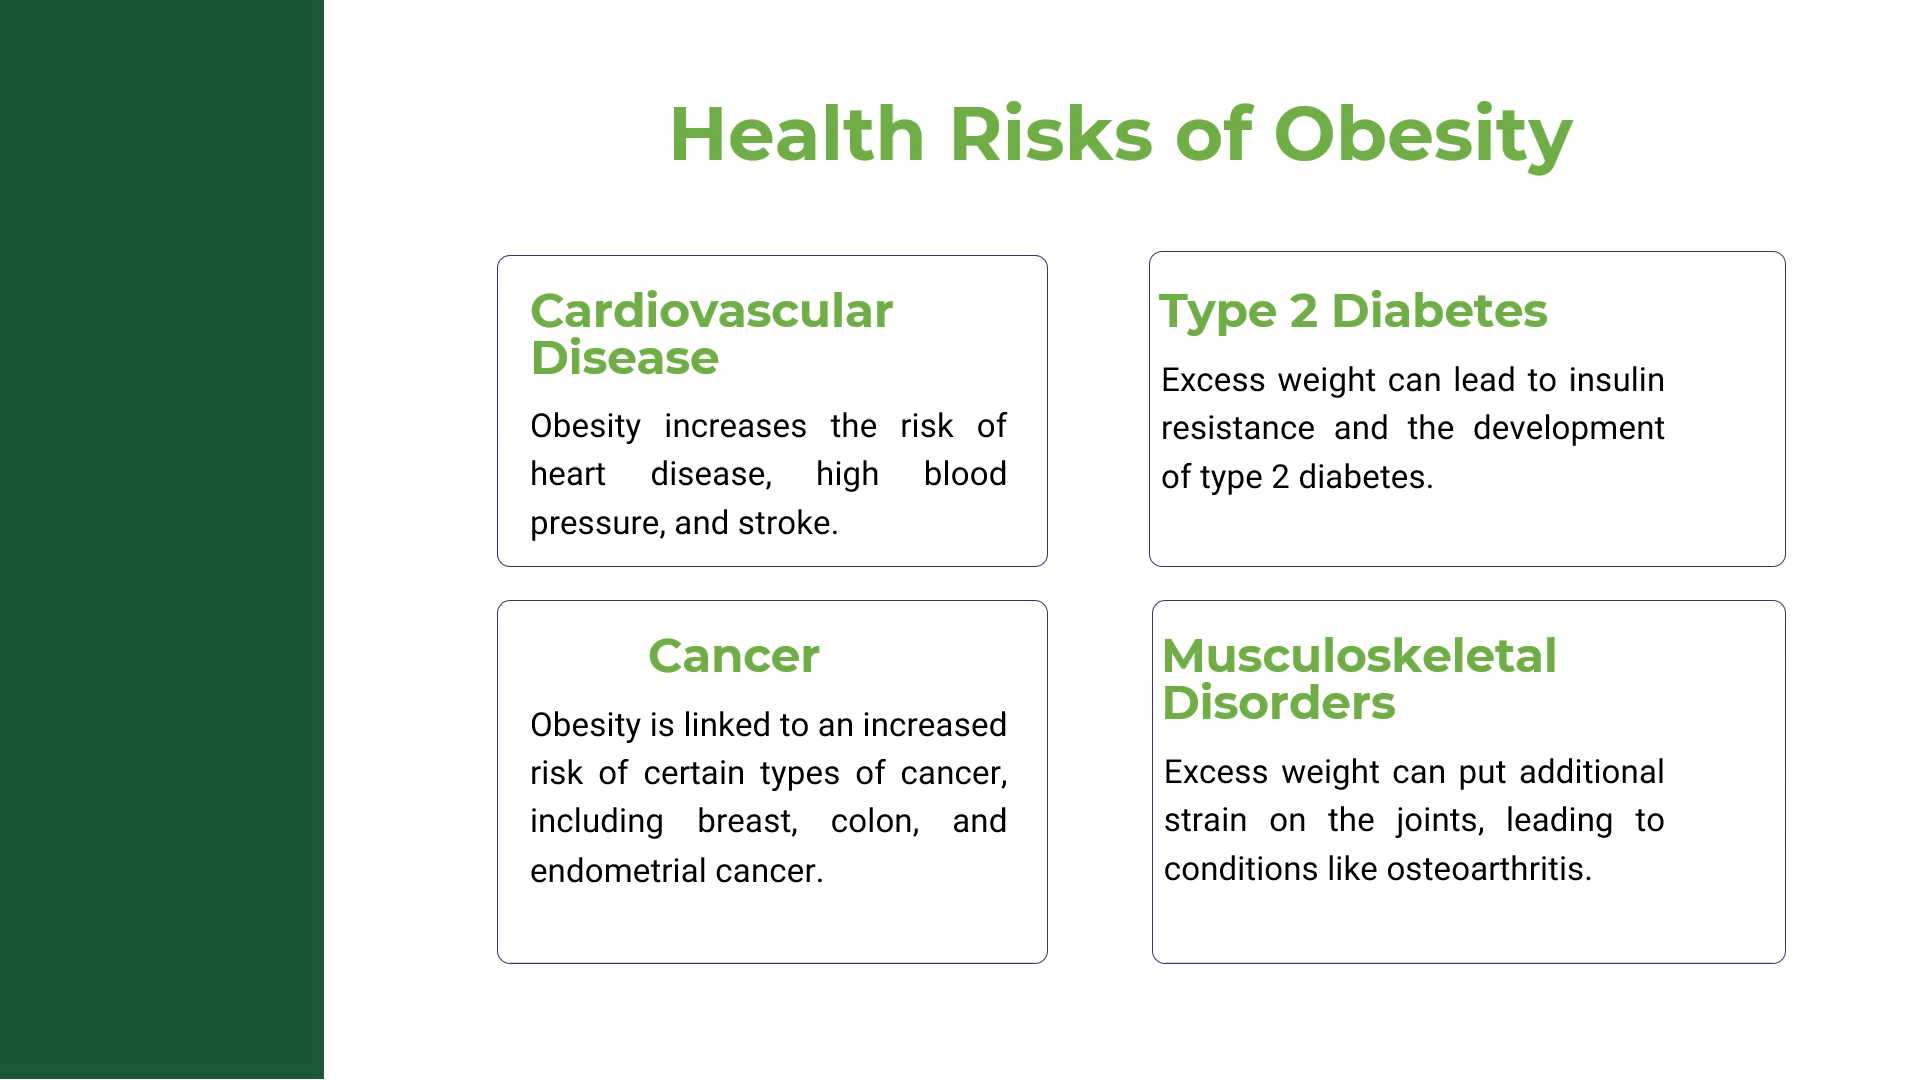 Health Risks of Obesity
Cardiovascular
Disease
Obesity increases the risk of
heart disease, high blood
pressure, and stroke.
Type 2 Diabetes
Excess weight can lead to insulin
resistance and the development
of type 2 diabetes.
Cancer
Obesity is linked to an increased
risk of certain types of cancer,
including breast, colon, and
endometrial cancer.
Musculoskeletal
Disorders
Excess weight can put additional
strain on the joints, leading to
conditions like osteoarthritis.